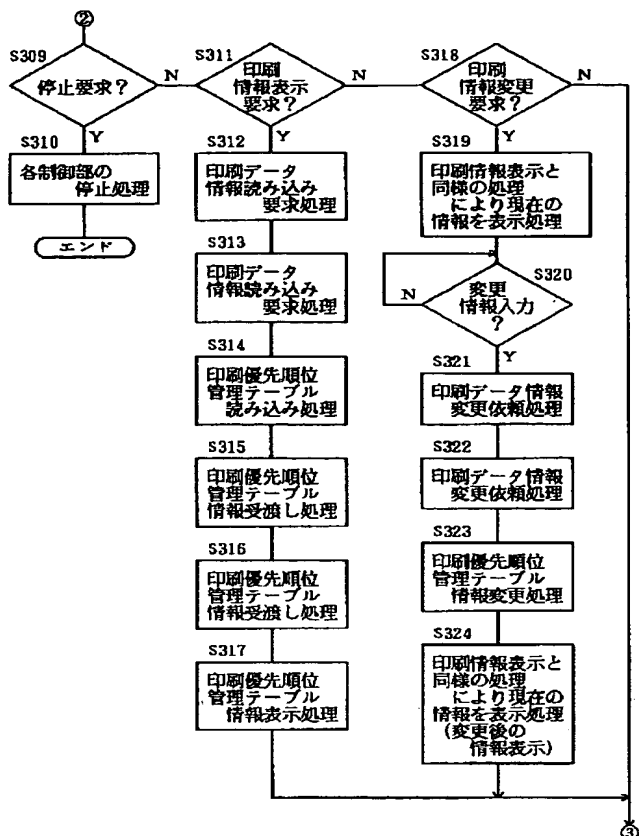 ②
S309
停止要求?
N
Y
S310
各制御部の
停止処理
エンド
S311
印刷
情報表示
要求?
N
Y
S312
印刷データ
情報読み込み
要求処理
S313
印刷データ
情報読み込み
要求処理
S314
印刷優先順位
管理テーブル
読み込み処理
S315
印刷優先順位
管理テーブル
情報受渡し処理
S316
印刷優先順位
管理テーブル
情報受渡し処理
S317
印刷優先順位
管理テーブル
情報表示処理
S318
印刷
情報変更
要求?
N
Y
S319
印刷情報表示と
同様の処理
により現在の
情報を表示処理
S320
変更
情報入力
?
N
Y
S321
印刷データ情報
変更依頼処理
S322
印刷データ情報
変更依頼処理
S323
印刷優先順位
管理テーブル
情報変更処理
S324
印刷情報表示と
同様の処理
により現在の
情報を表示処理
(変更後の
情報表示)
③